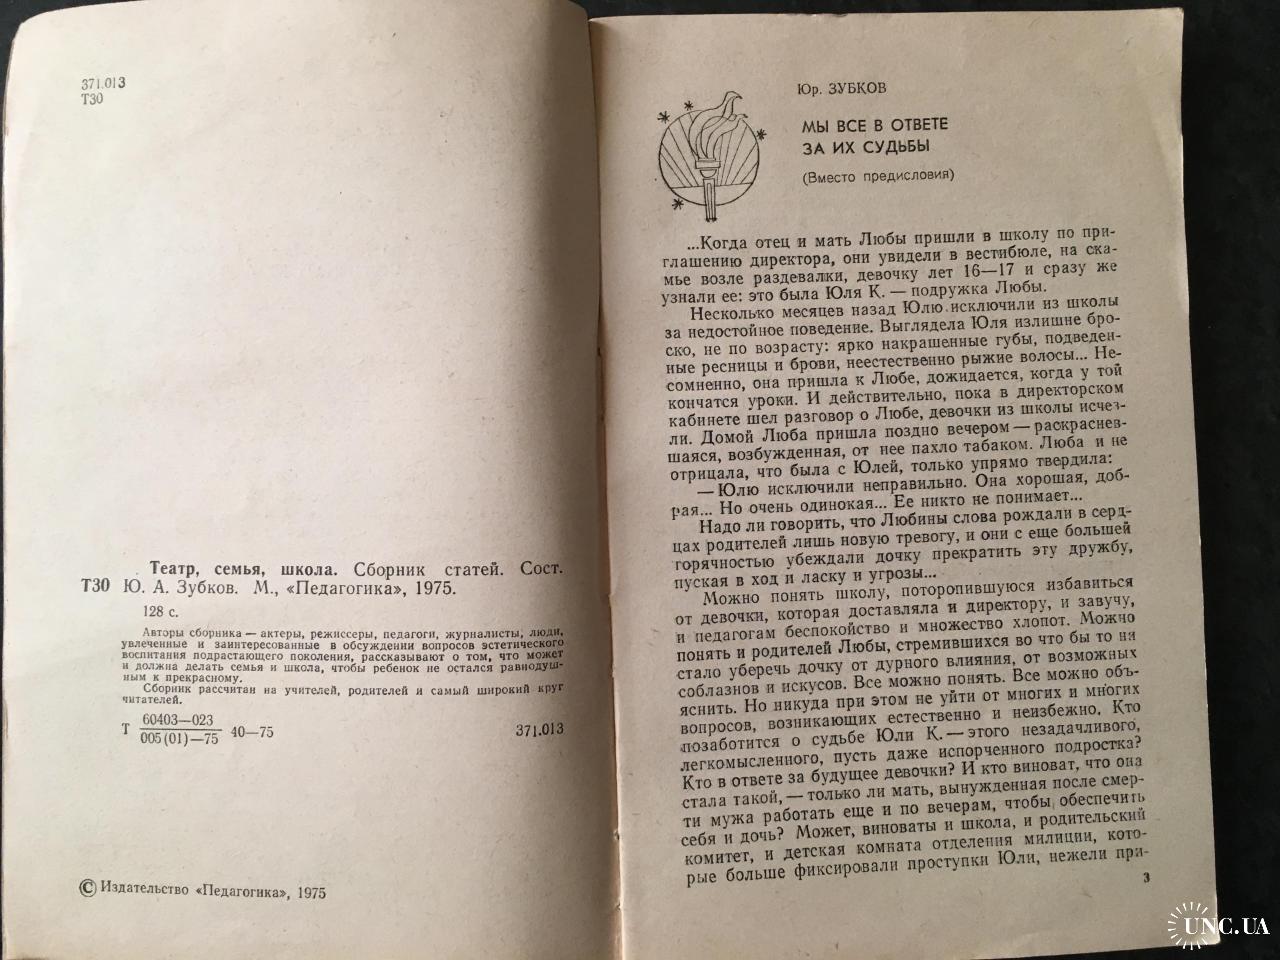 371.013
Т30
Театр, семья, школа. Сборник статей. Сост.
Т30 Ю. А. Зубков. М., «Педагогика», 1975.
128 с.
Авторы сборника — актеры, режиссеры, педагоги, журналисты, люди,
увлеченные и заинтересованные в обсуждении вопросов эстетического
воспитания подрастающего поколения, рассказывают о том, что может
и должна делать семья и школа, чтобы ребенок не остался равнодуш-
ным к прекрасному.
Сборник рассчитан на учителей, родителей и самый широкий круг
читателей.
Т 60403—023
005(01)—75 40—75 371.013
© Издательство «Педагогика», 1975
Юр. ЗУБКОВ
МЫ ВСЕ В ОТВЕТЕ
ЗА ИХ СУДЬБЫ
(Вместо предисловия)
...Когда отец и мать Любы пришли в школу по при-
глашению директора, они увидели в вестибюле, на ска-
мье возле раздевалки, девочку лет 16—17 и сразу же
узнали ее: это была Юля К. — подружка Любы.
Несколько месяцев назад Юлю исключили из школы
за недостойное поведение. Выглядела Юля излишне бро-
ско, не по возрасту: ярко накрашенные губы, подведен-
ные ресницы и брови, неестественно рыжие волосы... Не-
сомненно, она пришла к Любе, дожидается, когда у той
кончатся уроки. И действительно, пока в директорском
кабинете шел разговор о Любе, девочки из школы исчез-
ли. Домой Люба пришла поздно вечером — раскраснев-
шаяся, возбужденная, от нее пахло табаком. Люба и не
отрицала, что была с Юлей, только упрямо твердила:
— Юлю исключили неправильно. Она хорошая, доб-
рая... Но очень одинокая... Ее никто не понимает...
Надо ли говорить, что Любины слова рождали в серд-
цах родителей лишь новую тревогу, и они с еще большей
горячностью убеждали дочку прекратить эту дружбу,
пуская в ход и ласку и угрозы...
Можно понять школу, поторопившуюся избавиться
от девочки, которая доставляла и директору, и завучу,
и педагогам беспокойство и множество хлопот. Можно
понять и родителей Любы, стремившихся во что бы то ни
стало уберечь дочку от дурного влияния, от возможных
соблазнов и искусов. Все можно понять. Все можно объ-
яснить. Но никуда при этом не уйти от многих и многих
вопросов, возникающих естественно и неизбежно. Кто
позаботится о судьбе Юли К. — этого незадачливого,
легкомысленного, пусть даже испорченного подростка?
Кто в ответе за будущее девочки? И кто виноват, что она
стала такой, — только ли мать, вынужденная после смер-
ти мужа работать еще и по вечерам, чтобы обеспечить
себя и дочь? Может, виноваты и школа, и родительский
комитет, и детская комната отделения милиции, кото-
рые больше фиксировали проступки Юли, нежели при-
3
UNC.UA